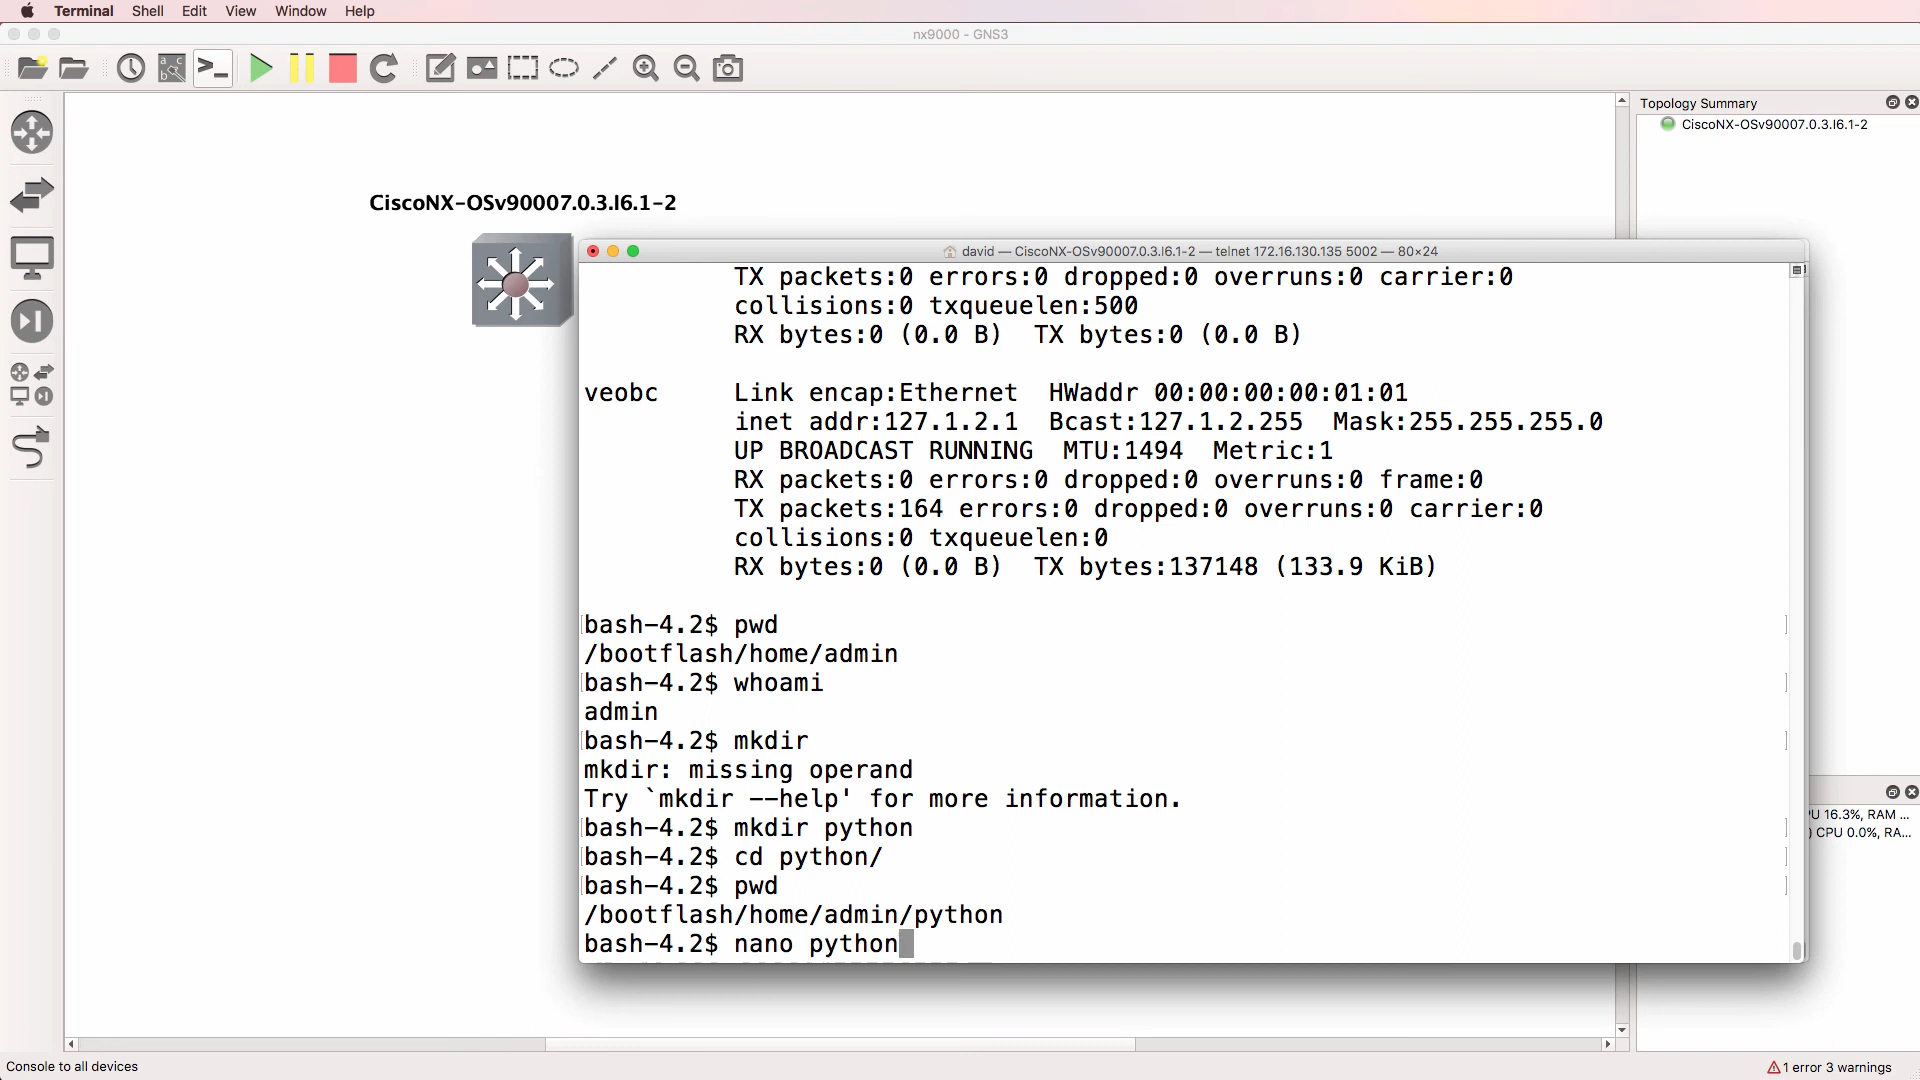 Terminal Shell Edit View Window Help
nx9000 - GNS3
Topology Summary
CiscoNX-OSv90007.0.3.I6.1-2
CiscoNX-OSv90007.0.3.I6.1-2
david — CiscoNX-OSv90007.0.3.I6.1-2 — telnet 172.16.130.135 5002 — 80×24
TX packets:0 errors:0 dropped:0 overruns:0 carrier:0
collisions:0 txqueuelen:500
RX bytes:0 (0.0 B)  TX bytes:0 (0.0 B)
veobc     Link encap:Ethernet  HWaddr 00:00:00:00:01:01
inet addr:127.1.2.1  Bcast:127.1.2.255  Mask:255.255.255.0
UP BROADCAST RUNNING  MTU:1494  Metric:1
RX packets:0 errors:0 dropped:0 overruns:0 frame:0
TX packets:164 errors:0 dropped:0 overruns:0 carrier:0
collisions:0 txqueuelen:0
RX bytes:0 (0.0 B)  TX bytes:137148 (133.9 KiB)
bash-4.2$ pwd
/bootflash/home/admin
bash-4.2$ whoami
admin
bash-4.2$ mkdir
mkdir: missing operand
Try `mkdir --help' for more information.
bash-4.2$ mkdir python
bash-4.2$ cd python/
bash-4.2$ pwd
/bootflash/home/admin/python
bash-4.2$ nano python
PU 16.3%, RAM ...
) CPU 0.0%, RA...
Console to all devices
1 error 3 warnings